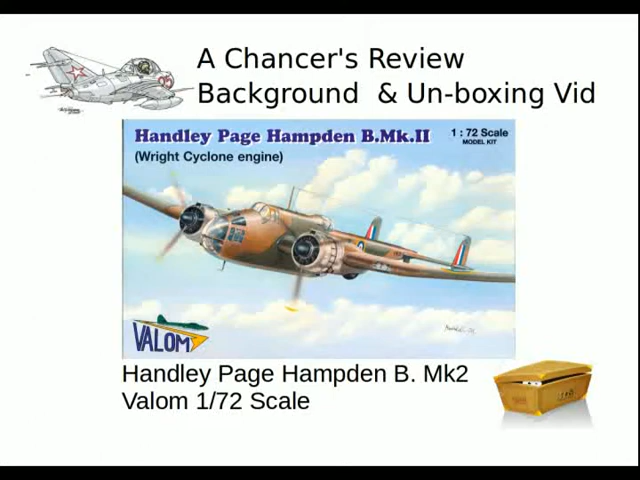 A Chancer's Review
Background & Un-boxing Vid
Handley Page Hampden B.Mk.II
1 : 72 Scale
MODEL KIT
(Wright Cyclone engine)
VALOM
Handley Page Hampden B. Mk2
Valom 1/72 Scale